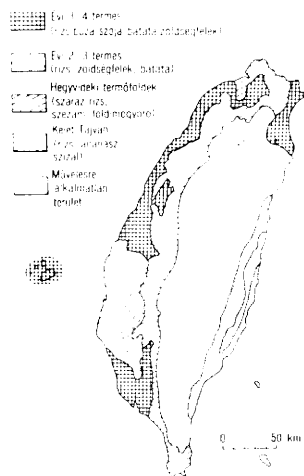 Évi 3-4 termés
(rizs, búza, szója, batáta, zöldségfélék)
Évi 2-3 termés
(rizs, zöldségfélék, batáta)
Hegyvidéki termőföldek
(száraz rizs,
szezám, földimogyoró)
Kelet-Tajvan
(rizs, ananász,
szizál)
Művelésre
alkalmatlan
terület
0 50 km